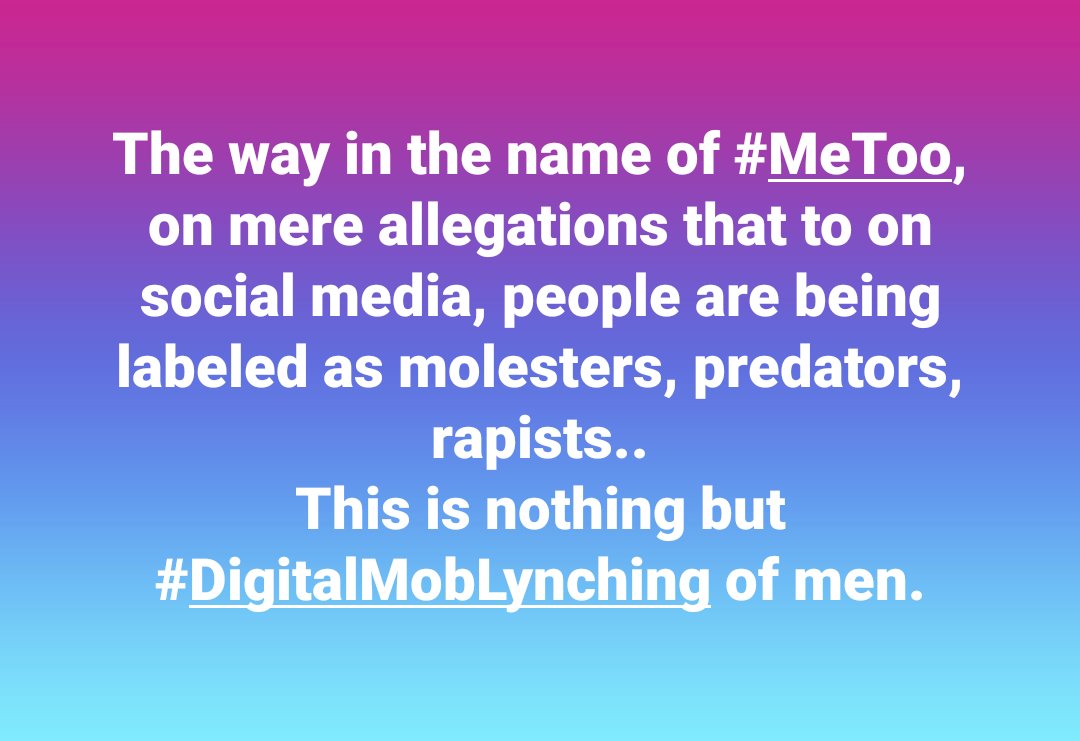 The way in the name of #MeToo,
on mere allegations that to on
social media, people are being
labeled as molesters, predators,
rapists..
This is nothing but
#DigitalMobLynching of men.